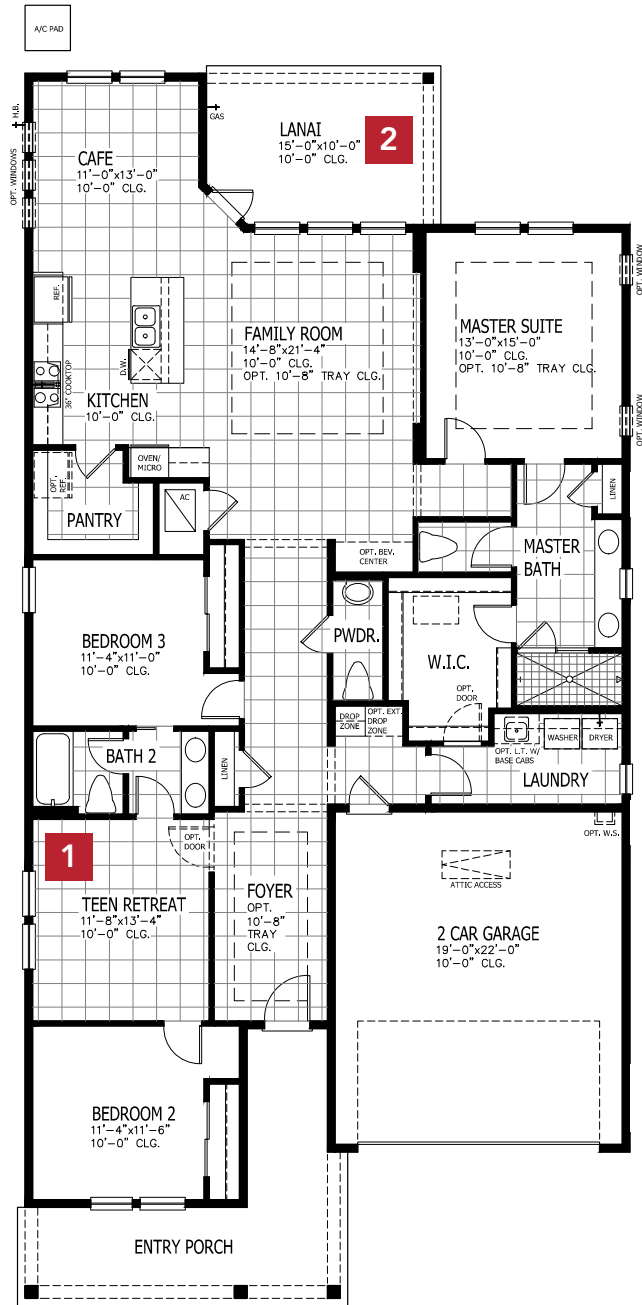 A/C PAD
H.B.
OPT. WINDOWS
GAS
CAFE
11'-0"x13'-0"
10'-0" CLG.
LANAI
15'-0"x10'-0"
10'-0" CLG.
2
OPT. WINDOW
REF.
D.W.
36" COOKTOP
FAMILY ROOM
14'-8"x21'-4"
10'-0" CLG.
OPT. 10'-8" TRAY CLG.
MASTER SUITE
13'-0"x15'-0"
10'-0" CLG.
OPT. 10'-8" TRAY CLG.
OPT. WINDOW
KITCHEN
10'-0" CLG.
OVEN/
MICRO
OPT.
REF.
PANTRY
AC
LINEN
OPT. BEV.
CENTER
MASTER
BATH
PWDR.
W.I.C.
OPT.
DOOR
BEDROOM 3
11'-4"x11'-0"
10'-0" CLG.
DROP
ZONE
OPT. EXT.
DROP
ZONE
WASHER
DRYER
OPT. L.T. W/
BASE CABS
LAUNDRY
BATH 2
LINEN
1
OPT.
DOOR
OPT. W.S.
ATTIC ACCESS
TEEN RETREAT
11'-8"x13'-4"
10'-0" CLG.
FOYER
OPT.
10'-8"
TRAY
CLG.
2 CAR GARAGE
19'-0"x22'-0"
10'-0" CLG.
BEDROOM 2
11'-4"x11'-6"
10'-0" CLG.
ENTRY PORCH